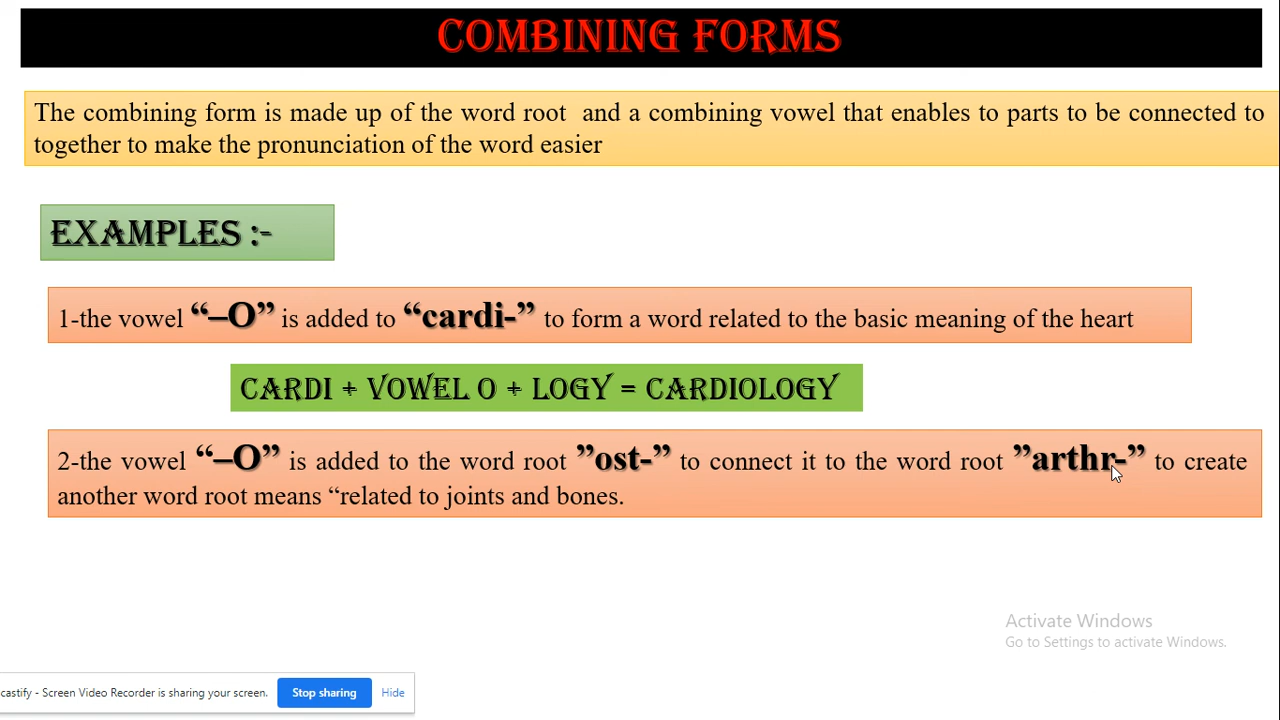 COMBINING FORMS
The combining form is made up of the word root and a combining vowel that enables to parts to be connected to
together to make the pronunciation of the word easier
EXAMPLES :-
1-the vowel “–O” is added to “cardi-” to form a word related to the basic meaning of the heart
CARDI + VOWEL O + LOGY = CARDIOLOGY
2-the vowel “–O” is added to the word root ”ost-” to connect it to the word root ”arthr-” to create
another word root means “related to joints and bones.
Activate Windows
Go to Settings to activate Windows.
castify - Screen Video Recorder is sharing your screen. Stop sharing Hide